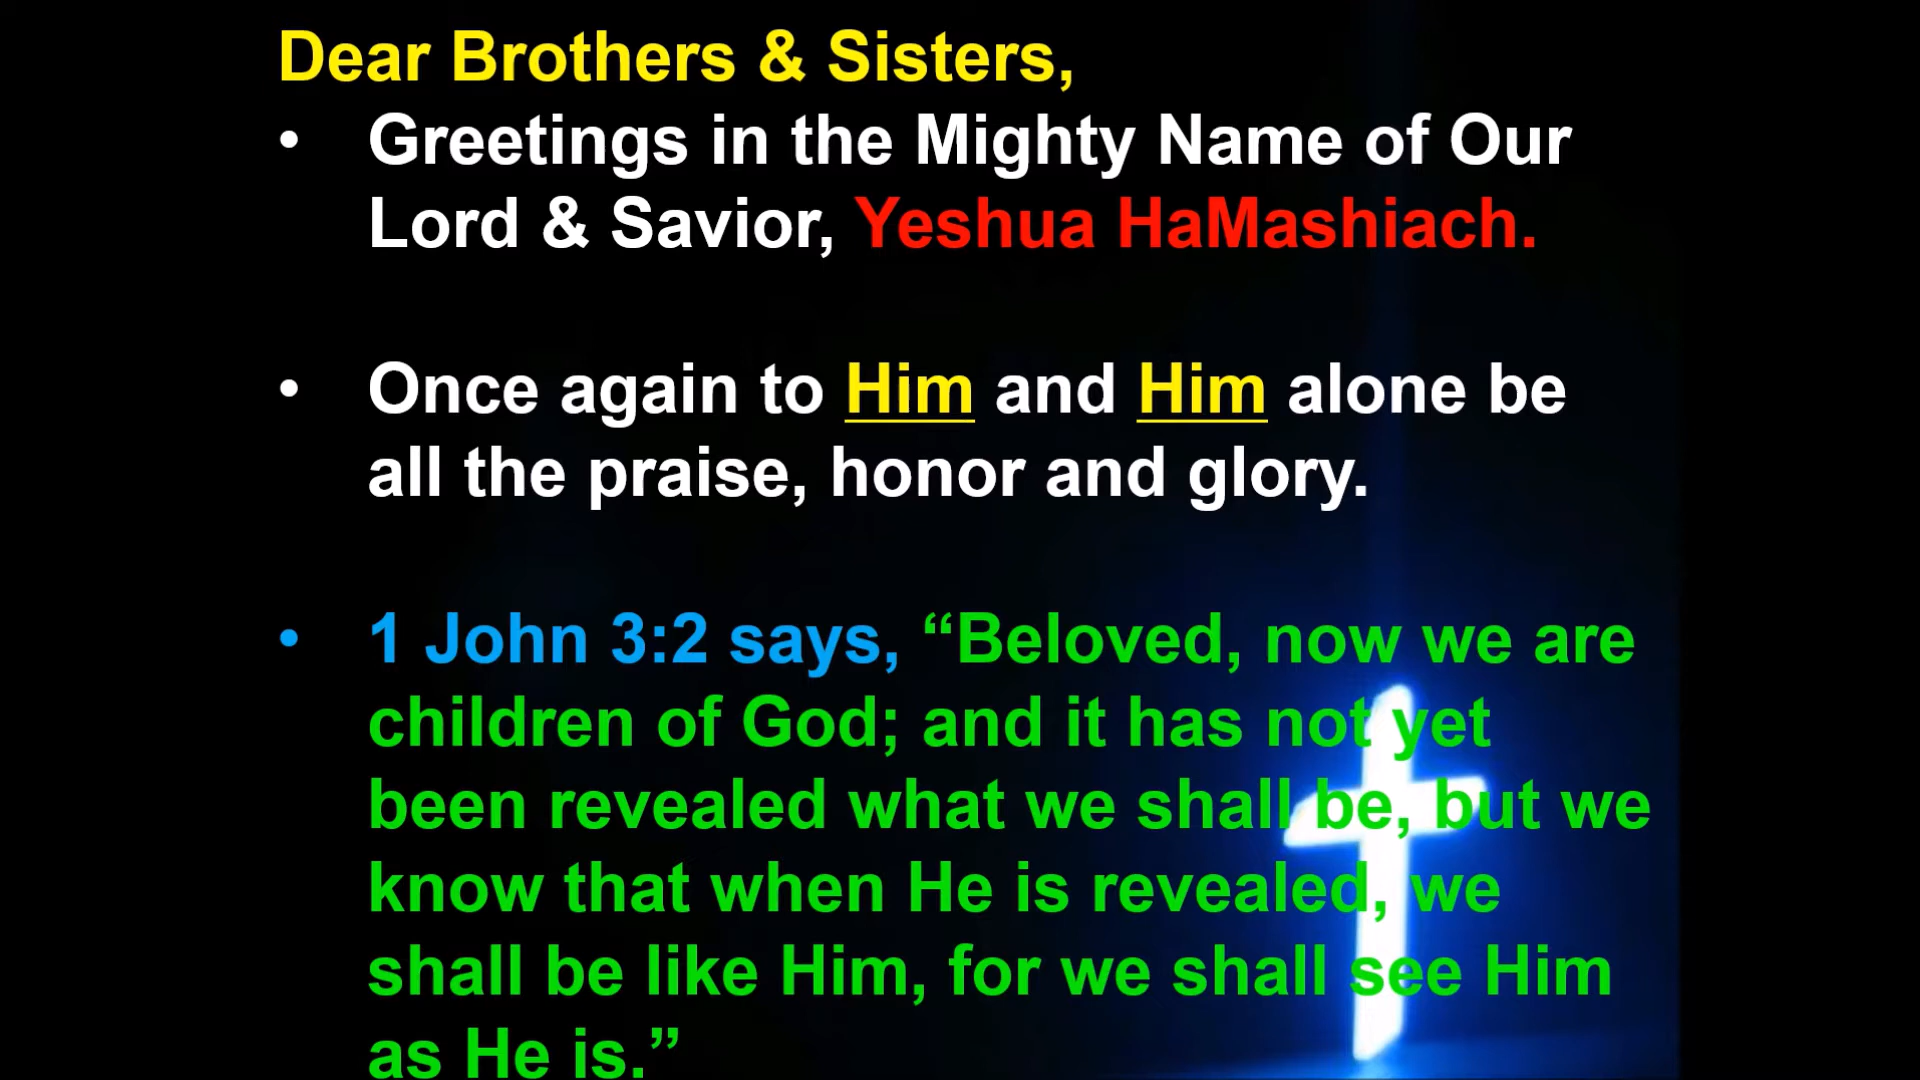 Dear Brothers & Sisters,
• Greetings in the Mighty Name of Our
Lord & Savior, Yeshua HaMashiach.
• Once again to Him and Him alone be
all the praise, honor and glory.
• 1 John 3:2 says, “Beloved, now we are
children of God; and it has not yet
been revealed what we shall be, but we
know that when He is revealed, we
shall be like Him, for we shall see Him
as He is.”